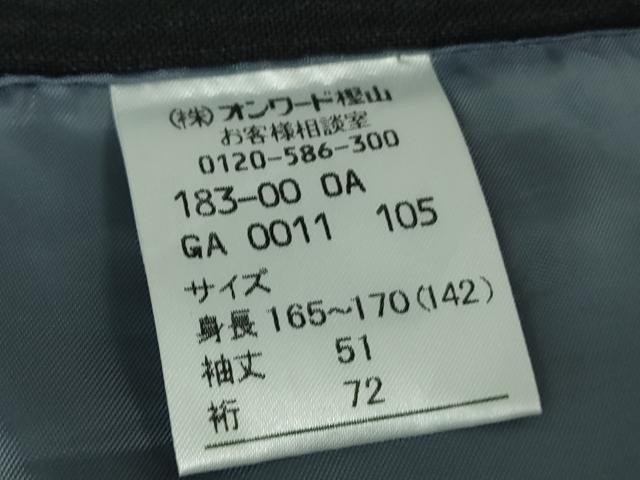 (株)オンワード樫山
お客様相談室
0120-586-300
183-00 0A
GA 0011 105
サイズ
身長 165~170(142)
袖丈 51
裄 72